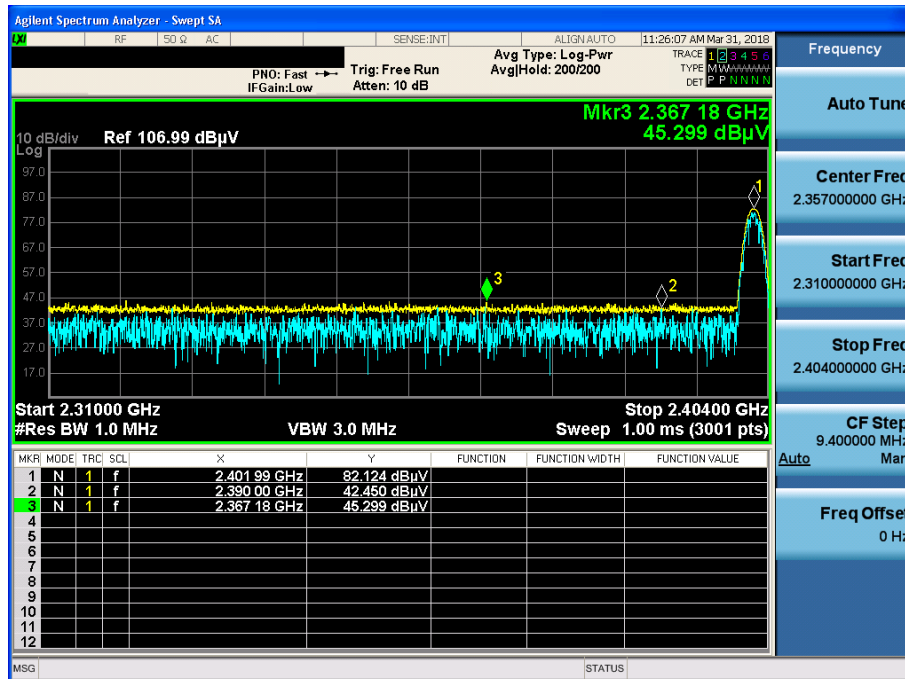 Agilent Spectrum Analyzer - Swept SA
LXI RF 50 Ω AC SENSE:INT ALIGN AUTO 11:26:07 AM Mar 31, 2018
Frequency
PNO: Fast Trig: Free Run Avg Type: Log-Pwr TRACE 1 2 3 4 5 6
IFGain:Low Atten: 10 dB Avg|Hold: 200/200 TYPE M W
DET P P N N N N
Auto Tune
Mkr3 2.367 18 GHz
45.299 dBµV
10 dB/div Ref 106.99 dBµV
Log
97.0
87.0
77.0
67.0
57.0
47.0
37.0
27.0
17.0
1
2
3
Start 2.31000 GHz Stop 2.40400 GHz
#Res BW 1.0 MHz VBW 3.0 MHz Sweep 1.00 ms (3001 pts)
Center Freq
2.357000000 GHz
Start Freq
2.310000000 GHz
Stop Freq
2.404000000 GHz
CF Step
9.400000 MHz
Auto Man
Freq Offset
0 Hz
MKR MODE TRC SCL X Y FUNCTION FUNCTION WIDTH FUNCTION VALUE
1 N 1 f 2.401 99 GHz 82.124 dBµV
2 N 1 f 2.390 00 GHz 42.450 dBµV
3 N 1 f 2.367 18 GHz 45.299 dBµV
4
5
6
7
8
9
10
11
12
MSG STATUS